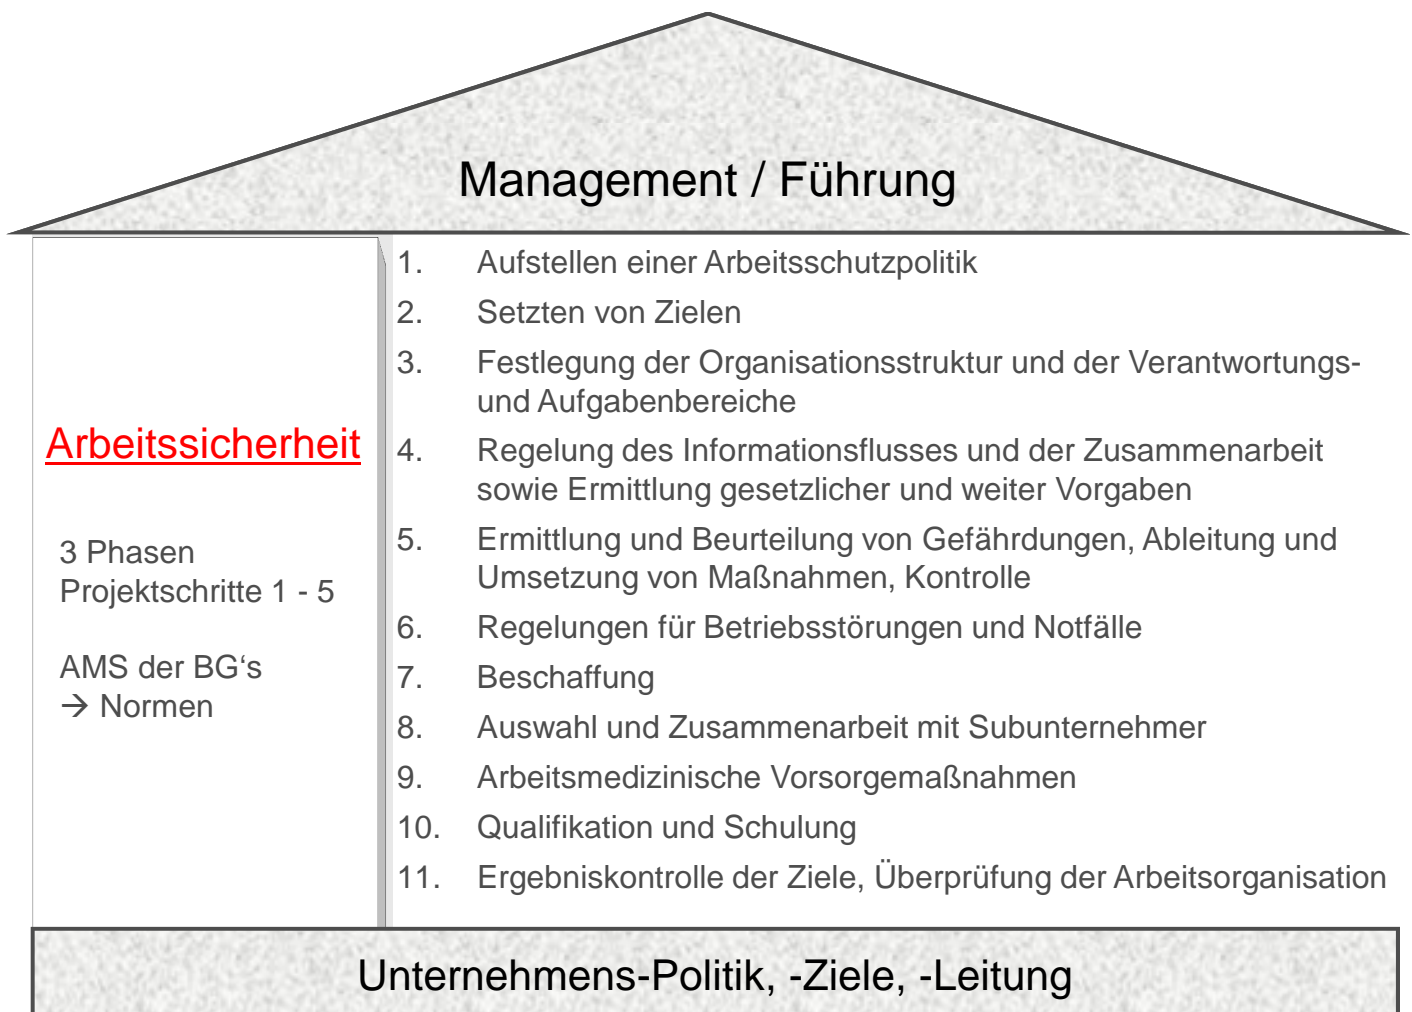 Management / Führung
Arbeitssicherheit
3 Phasen
Projektschritte 1 - 5
AMS der BG‘s
→ Normen
1. Aufstellen einer Arbeitsschutzpolitik
2. Setzten von Zielen
3. Festlegung der Organisationsstruktur und der Verantwortungs-
und Aufgabenbereiche
4. Regelung des Informationsflusses und der Zusammenarbeit
sowie Ermittlung gesetzlicher und weiter Vorgaben
5. Ermittlung und Beurteilung von Gefährdungen, Ableitung und
Umsetzung von Maßnahmen, Kontrolle
6. Regelungen für Betriebsstörungen und Notfälle
7. Beschaffung
8. Auswahl und Zusammenarbeit mit Subunternehmer
9. Arbeitsmedizinische Vorsorgemaßnahmen
10. Qualifikation und Schulung
11. Ergebniskontrolle der Ziele, Überprüfung der Arbeitsorganisation
Unternehmens-Politik, -Ziele, -Leitung